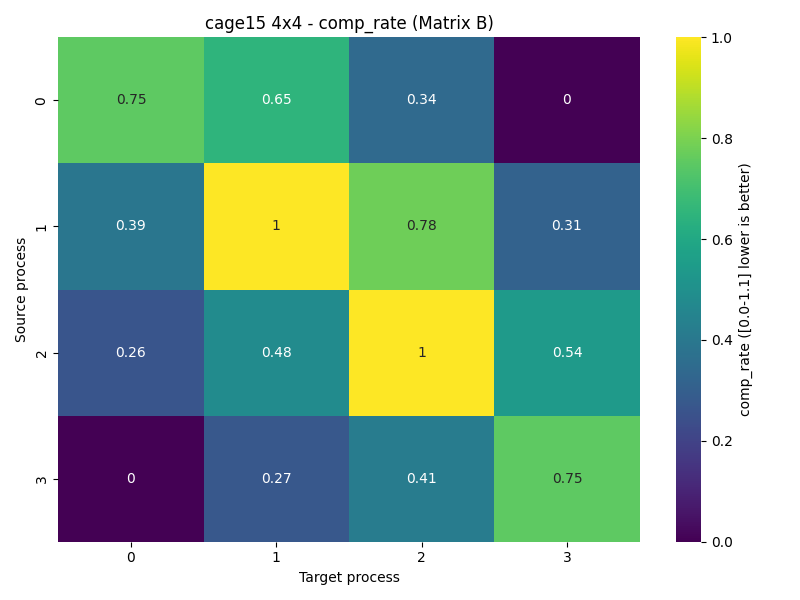 cage15 4x4 - comp_rate (Matrix B)
0 0.75 0.65 0.34 0
1 0.39 1 0.78 0.31
2 0.26 0.48 1 0.54
3 0 0.27 0.41 0.75
0 1 2 3
Target process
Source process
1.0
0.8
0.6
0.4
0.2
0.0
comp_rate ([0.0-1.1] lower is better)